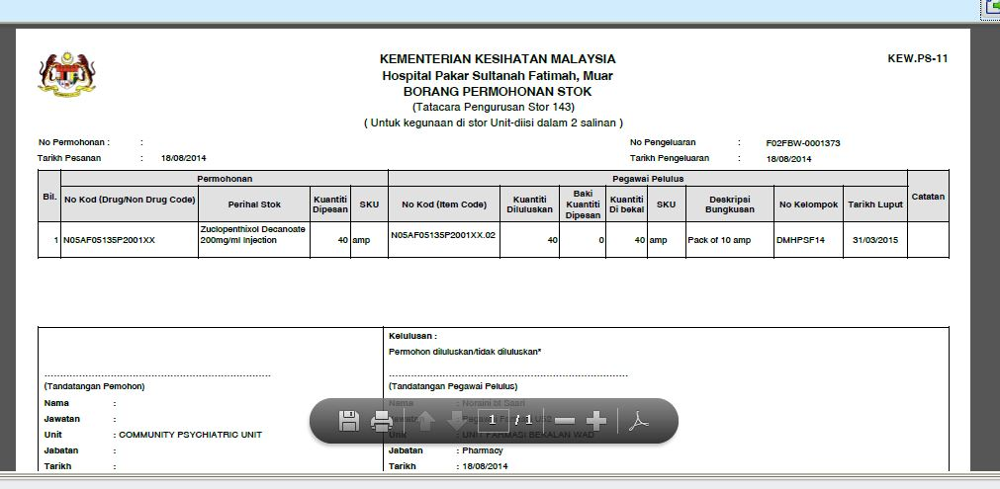 KEMENTERIAN KESIHATAN MALAYSIA
KEW.PS-11
Hospital Pakar Sultanah Fatimah, Muar
BORANG PERMOHONAN STOK
(Tatacara Pengurusan Stor 143)
( Untuk kegunaan di stor Unit-diisi dalam 2 salinan )
No Permohonan : :
No Pengeluaran : F02FBW-0001373
Tarikh Pesanan : 18/08/2014
Tarikh Pengeluaran : 18/08/2014
Bil. Permohonan Pegawai Pelulus Catatan
No Kod (Drug/Non Drug Code) Perihal Stok Kuantiti Dipesan SKU No Kod (Item Code) Kuantiti Diluluskan Baki Kuantiti Dipesan Kuantiti Di bekal SKU Deskripsi Bungkusan No Kelompok Tarikh Luput
1 N05AF05135P2001XX Zuclopenthixol Decanoate 200mg/ml Injection 40 amp N05AF05135P2001XX.02 40 0 40 amp Pack of 10 amp DMHPSF14 31/03/2015
Kelulusan :
Permohon diluluskan/tidak diluluskan*
(Tandatangan Pemohon)
(Tandatangan Pegawai Pelulus)
Nama :
Nama : Noraini bt Saari
Jawatan :
Jawatan : Pegawai Farmasi U52
Unit : COMMUNITY PSYCHIATRIC UNIT
Unit : UNIT FARMASI BEKALAN WAD
Jabatan :
Jabatan : Pharmacy
Tarikh :
Tarikh : 18/08/2014
1 / 1